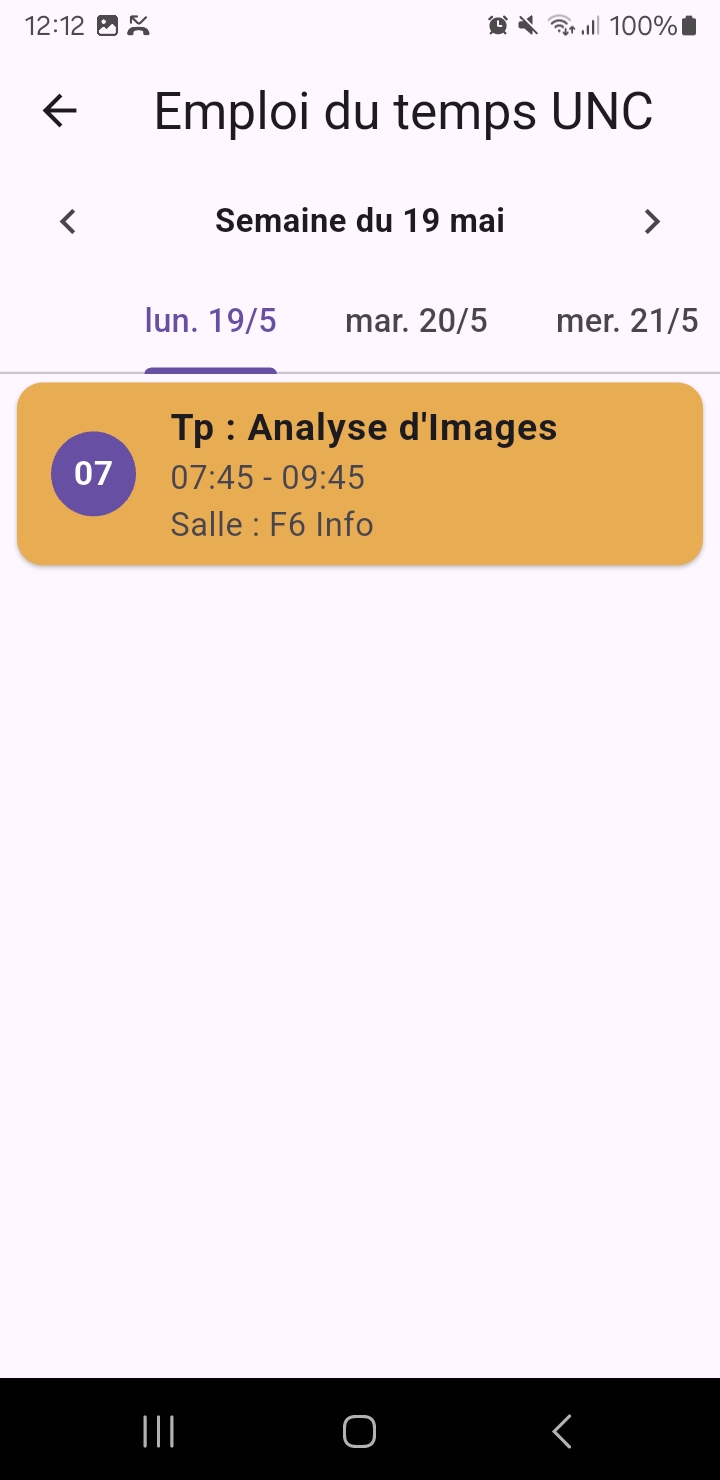 12:12 100%
Emploi du temps UNC
Semaine du 19 mai
lun. 19/5 mar. 20/5 mer. 21/5
07
Tp : Analyse d'Images
07:45 - 09:45
Salle : F6 Info